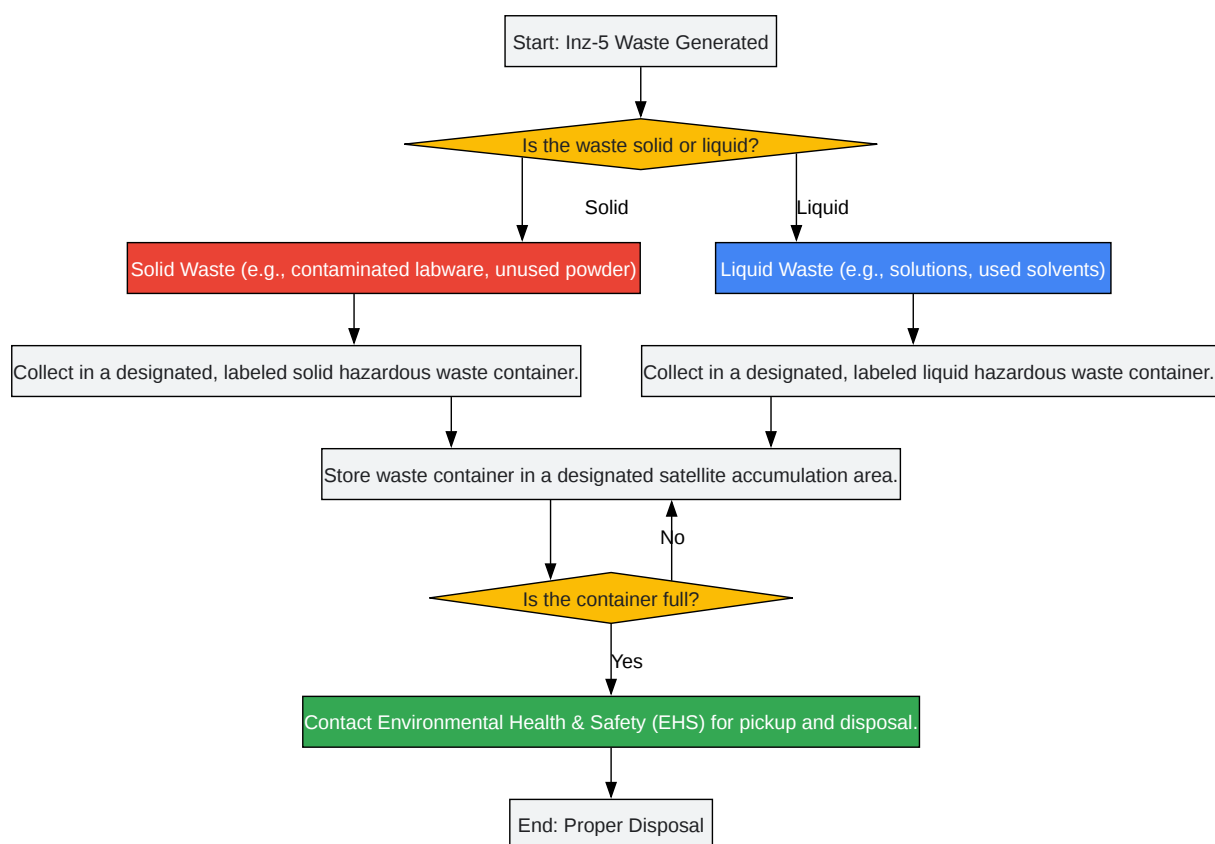 Start: Inz-5 Waste Generated
Is the waste solid or liquid?
Solid
Liquid
Solid Waste (e.g., contaminated labware, unused powder)
Liquid Waste (e.g., solutions, used solvents)
Collect in a designated, labeled solid hazardous waste container.
Collect in a designated, labeled liquid hazardous waste container.
Store waste container in a designated satellite accumulation area.
No
Is the container full?
Yes
Contact Environmental Health & Safety (EHS) for pickup and disposal.
End: Proper Disposal